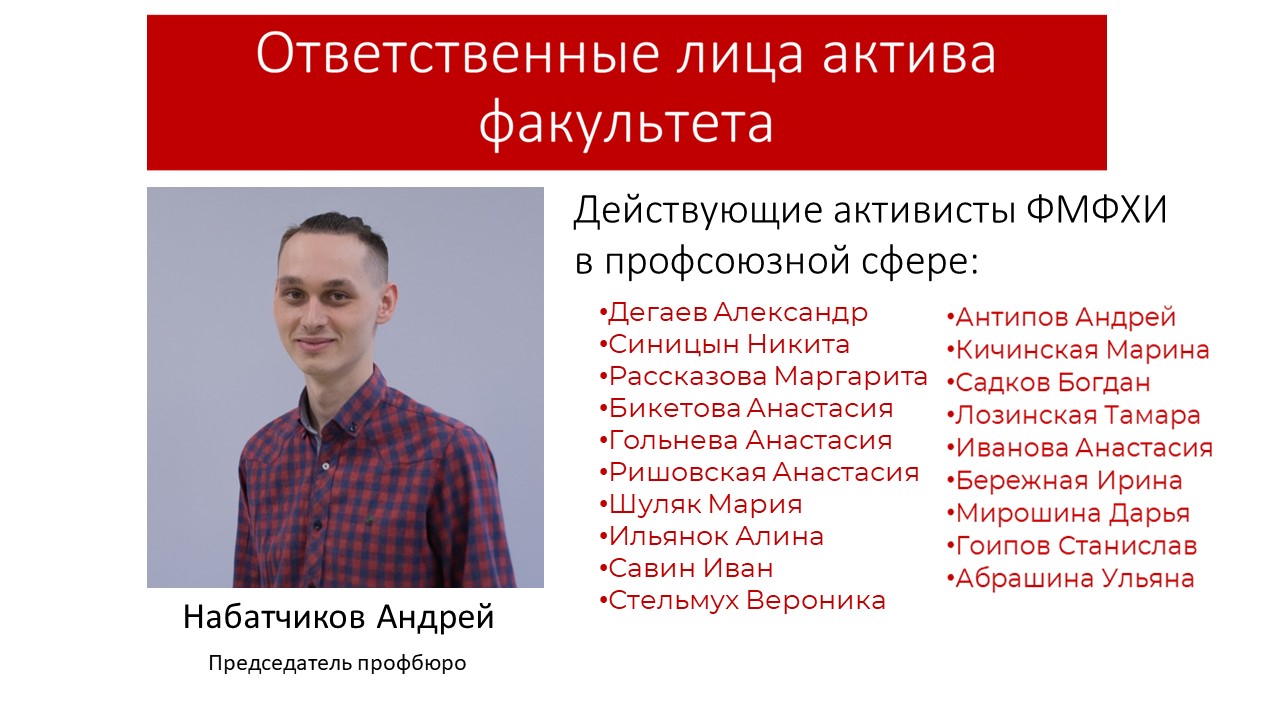 Ответственные лица актива
факультета
Действующие активисты ФМФХИ
в профсоюзной сфере:
•Дегаев Александр
•Синицын Никита
•Рассказова Маргарита
•Бикетова Анастасия
•Гольнева Анастасия
•Ришовская Анастасия
•Шуляк Мария
•Ильянок Алина
•Савин Иван
•Стельмух Вероника
•Антипов Андрей
•Кичинская Марина
•Садков Богдан
•Лозинская Тамара
•Иванова Анастасия
•Бережная Ирина
•Мирошина Дарья
•Гоипов Станислав
•Абрашина Ульяна
Набатчиков Андрей
Председатель профбюро